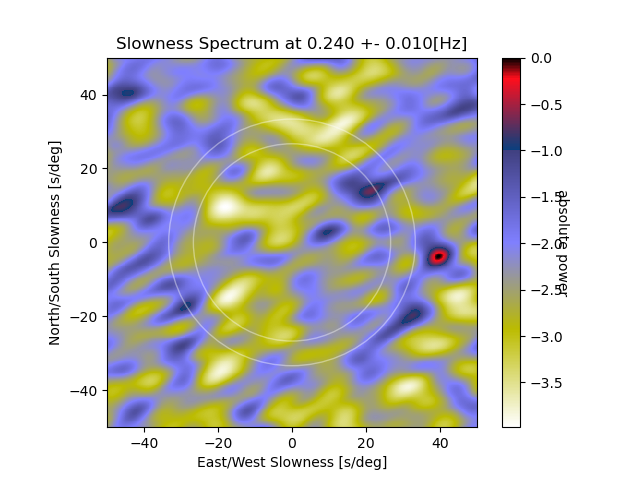 Slowness Spectrum at 0.240 +- 0.010[Hz]
North/South Slowness [s/deg]
40
20
0
−20
−40
−40 −20 0 20 40
East/West Slowness [s/deg]
0.0
−0.5
−1.0
−1.5
−2.0
−2.5
−3.0
−3.5
absolute power